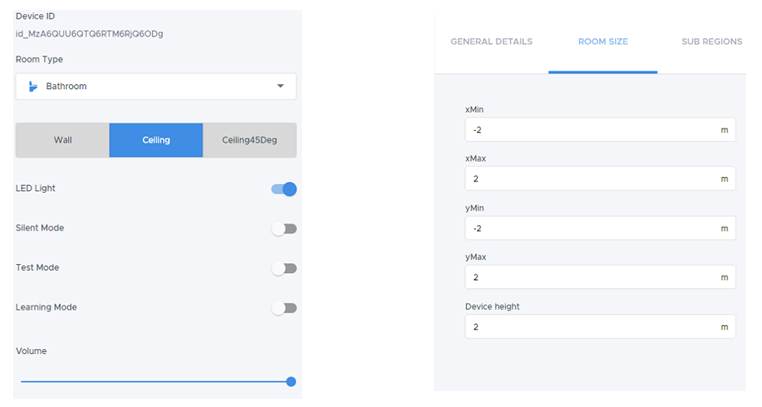 Device ID
id_MzA6QUU6QTQ6RTM6RjQ6ODg
Room Type
Bathroom
Wall Ceiling Ceiling45Deg
LED Light
Silent Mode
Test Mode
Learning Mode
Volume
GENERAL DETAILS ROOM SIZE SUB REGIONS
xMin
-2 m
xMax
2 m
yMin
-2 m
yMax
2 m
Device height
2 m